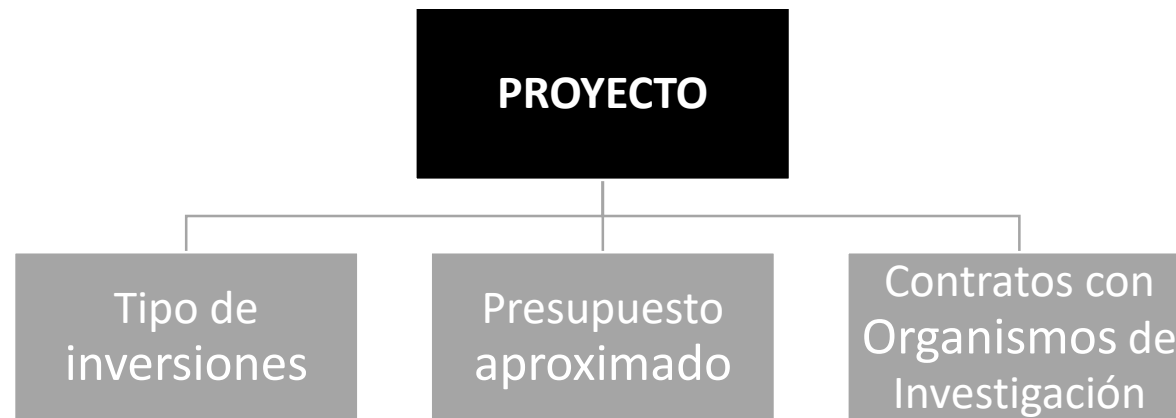 PROYECTO
Tipo de
inversiones
Presupuesto
aproximado
Contratos con
Organismos de
Investigación